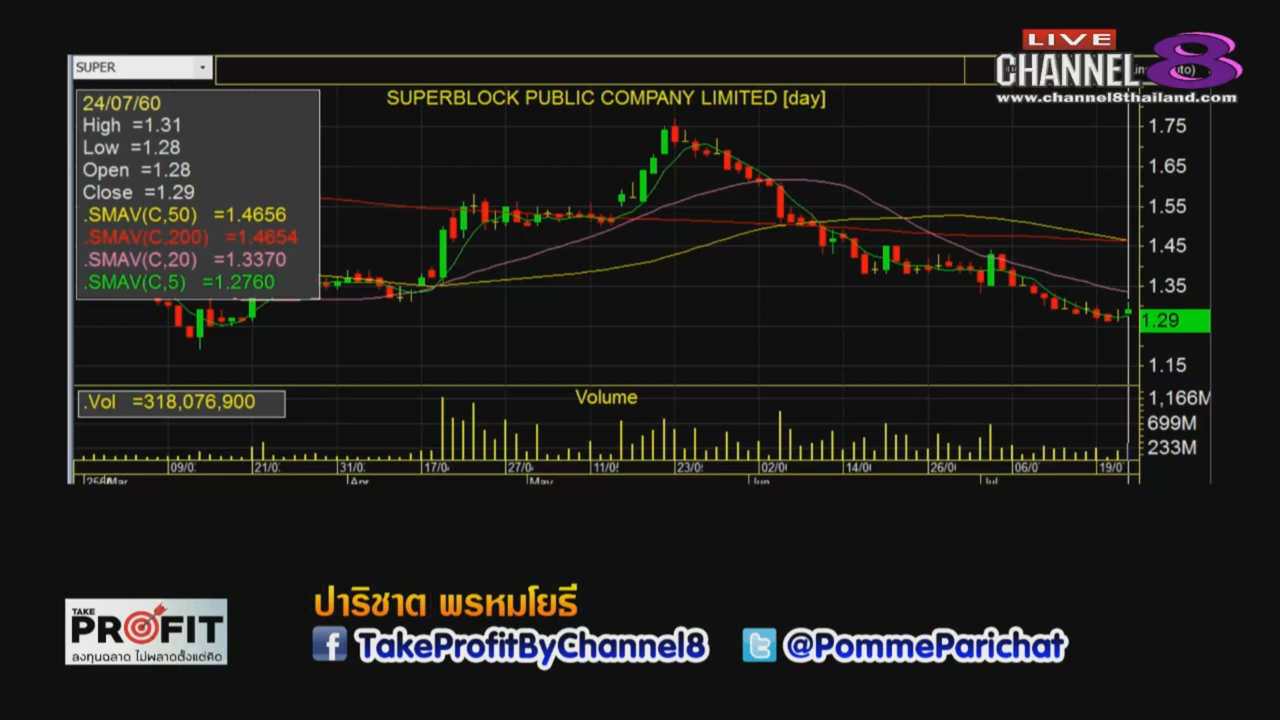 LIVE
CHANNEL 8
www.channel8thailand.com
SUPER
SUPERBLOCK PUBLIC COMPANY LIMITED [day]
24/07/60
High =1.31
Low =1.28
Open =1.28
Close =1.29
.SMAV(C,50) =1.4656
.SMAV(C,200) =1.4654
.SMAV(C,20) =1.3370
.SMAV(C,5) =1.2760
1.75
1.65
1.55
1.45
1.35
1.29
1.15
.Vol =318,076,900
Volume
1,166M
699M
233M
09/0 21/0 31/0 17/0 27/0 11/0 23/0 02/0 14/0 26/0 06/0 19/0
Mar Apr May Jun Jul
TAKE
PROFIT
ลงทุนฉลาด ไม่พลาดตั้งแต่คิด
ปาริชาต พรหมโยธี
TakeProfitByChannel8 @PommeParichat